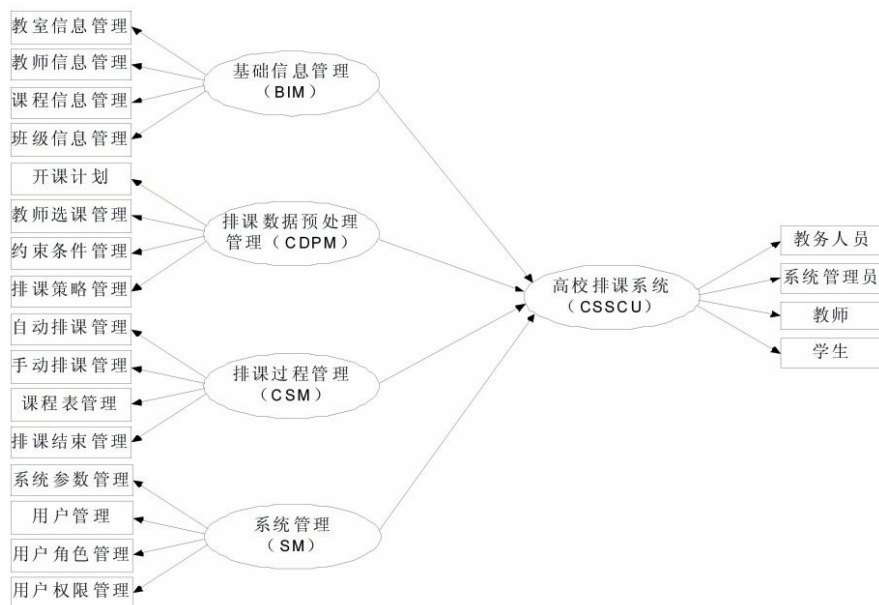 教室信息管理
教师信息管理
课程信息管理
班级信息管理
开课计划
教师选课管理
约束条件管理
排课策略管理
自动排课管理
手动排课管理
课程表管理
排课结束管理
系统参数管理
用户管理
用户角色管理
用户权限管理
基础信息管理
（BIM）
排课数据预处理
管理（CDPM）
排课过程管理
（CSM）
系统管理
（SM）
高校排课系统
（CSSCU）
教务人员
系统管理员
教师
学生